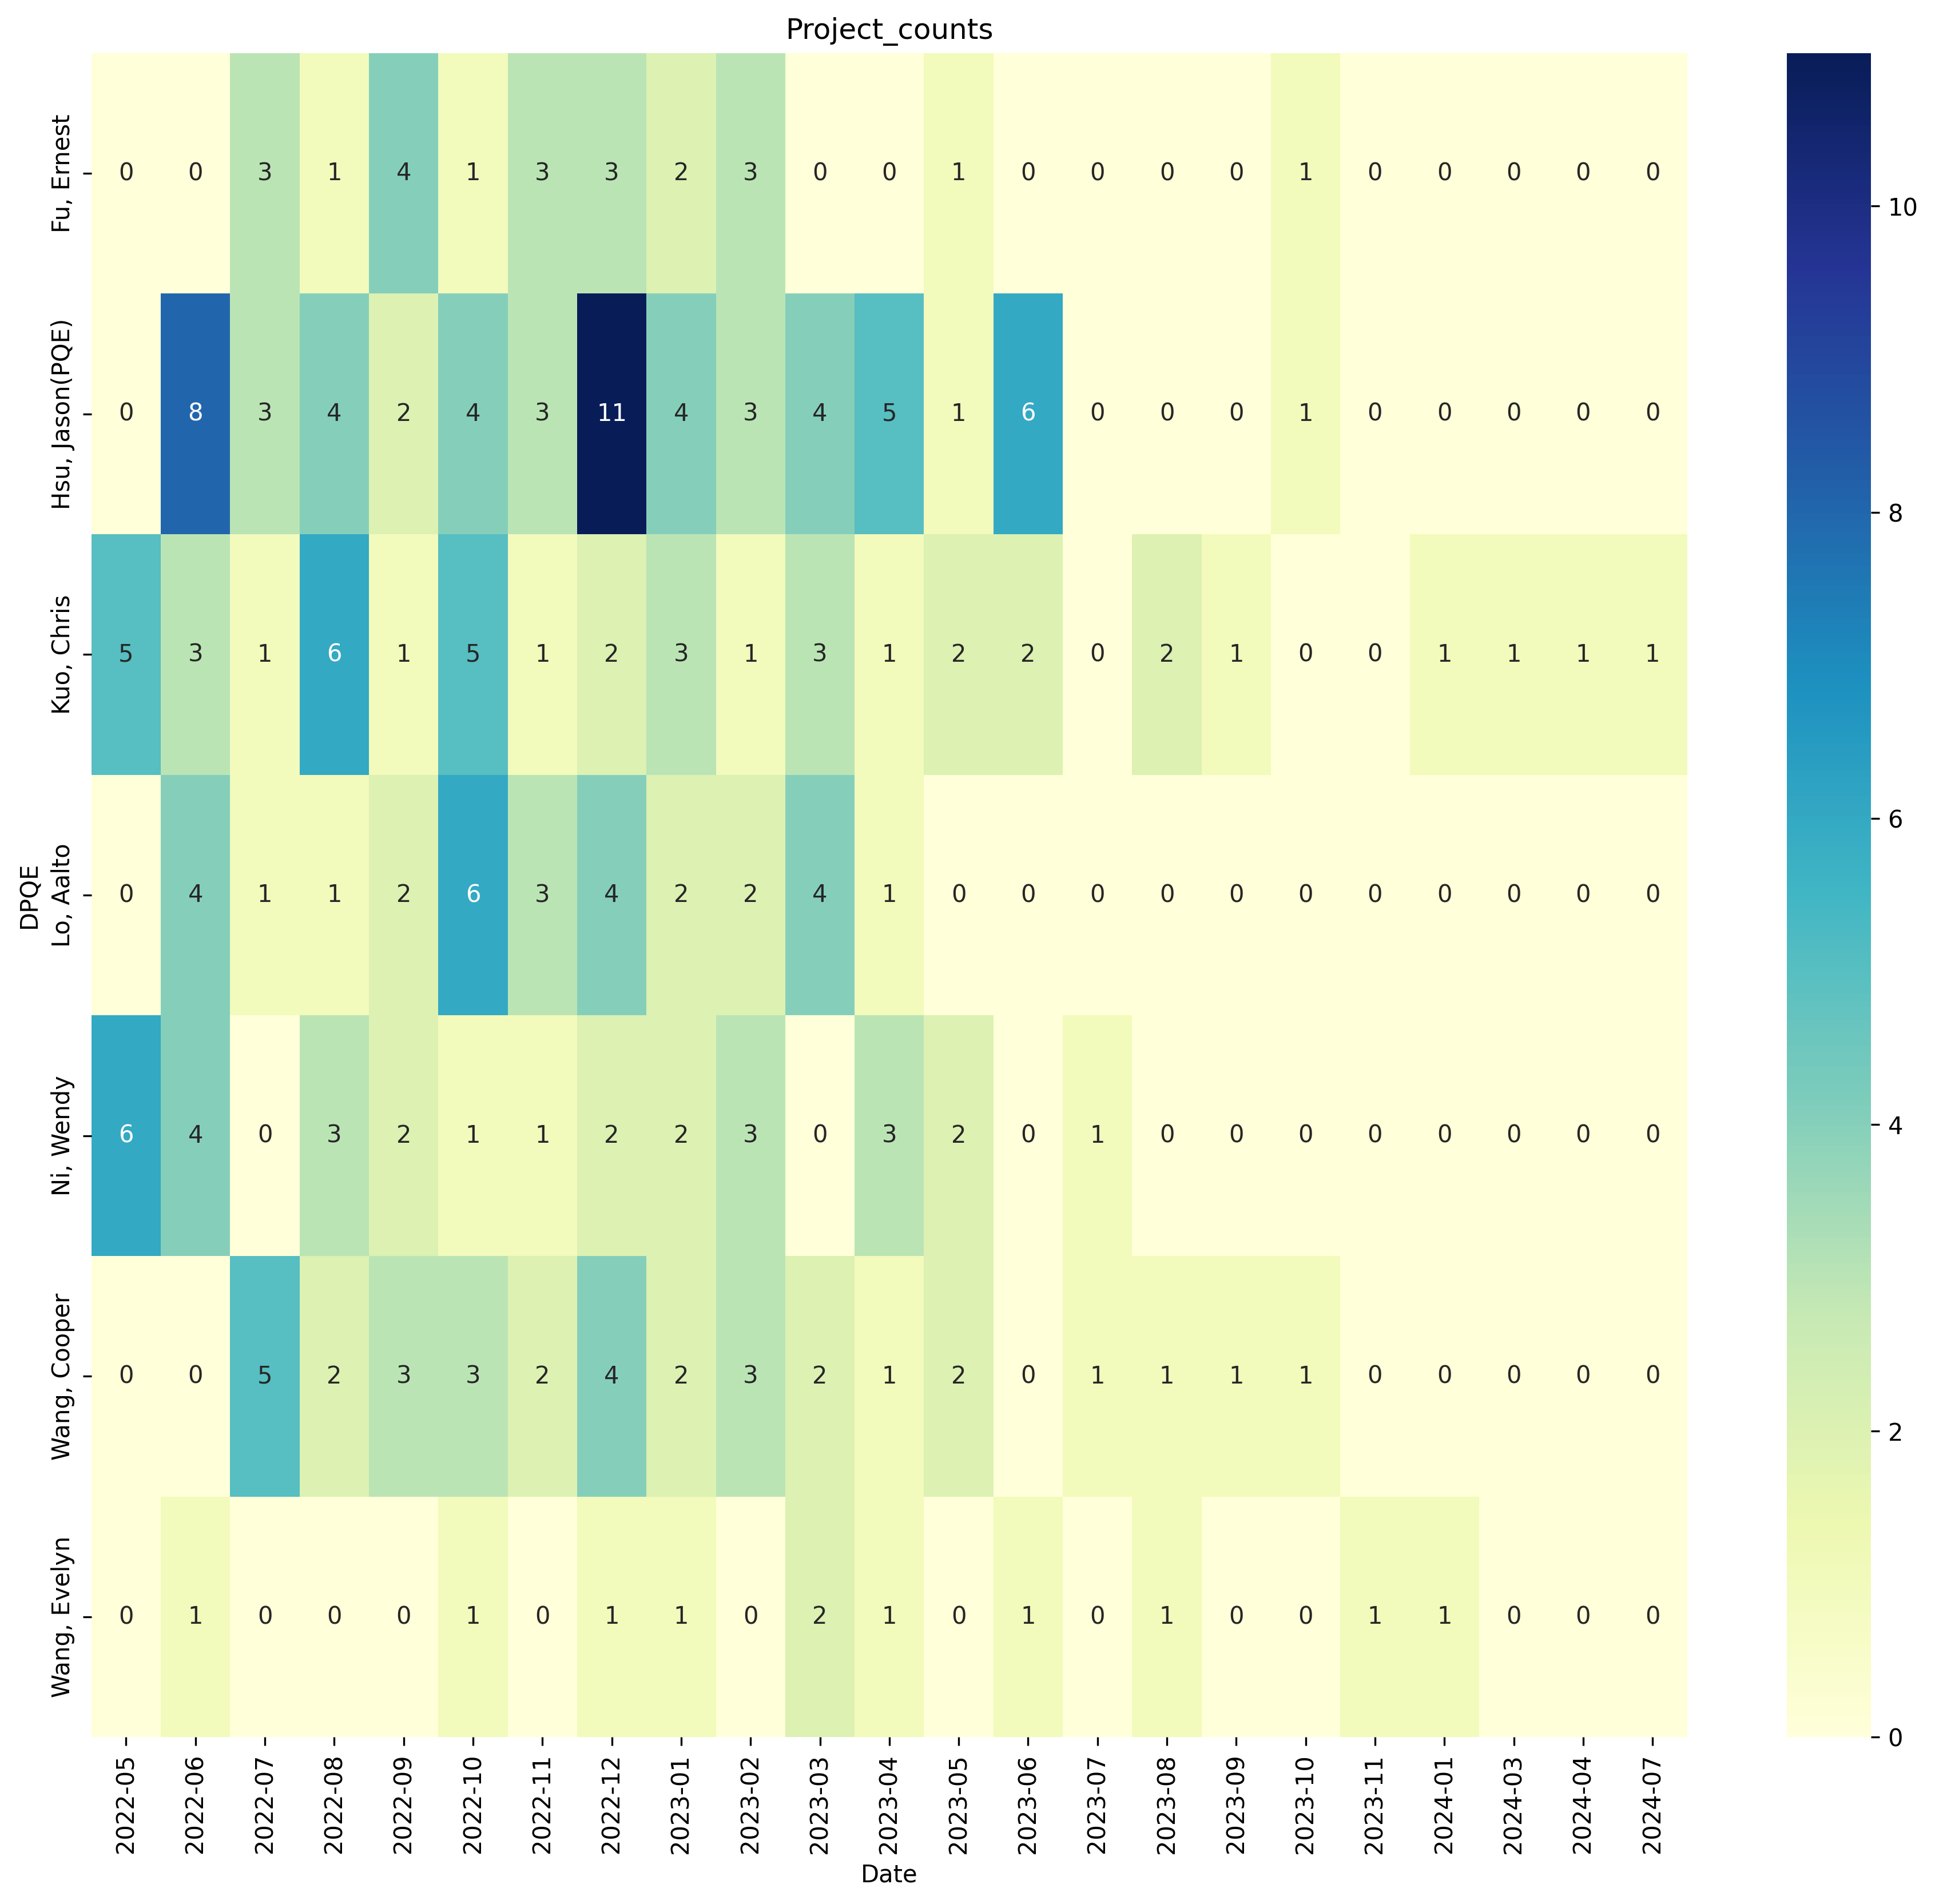 Project_counts
DPQE
Fu, Ernest
0 0 3 1 4 1 3 3 2 3 0 0 1 0 0 0 0 1 0 0 0 0 0
Hsu, Jason(PQE)
0 8 3 4 2 4 3 11 4 3 4 5 1 6 0 0 0 1 0 0 0 0 0
Kuo, Chris
5 3 1 6 1 5 1 2 3 1 3 1 2 2 0 2 1 0 0 1 1 1 1
Lo, Aalto
0 4 1 1 2 6 3 4 2 2 4 1 0 0 0 0 0 0 0 0 0 0 0
Ni, Wendy
6 4 0 3 2 1 1 2 2 3 0 3 2 0 1 0 0 0 0 0 0 0 0
Wang, Cooper
0 0 5 2 3 3 2 4 2 3 2 1 2 0 1 1 1 1 0 0 0 0 0
Wang, Evelyn
0 1 0 0 0 1 0 1 1 0 2 1 0 1 0 1 0 0 1 1 0 0 0
2022-05 2022-06 2022-07 2022-08 2022-09 2022-10 2022-11 2022-12 2023-01 2023-02 2023-03 2023-04 2023-05 2023-06 2023-07 2023-08 2023-09 2023-10 2023-11 2024-01 2024-03 2024-04 2024-07
Date
10
8
6
4
2
0